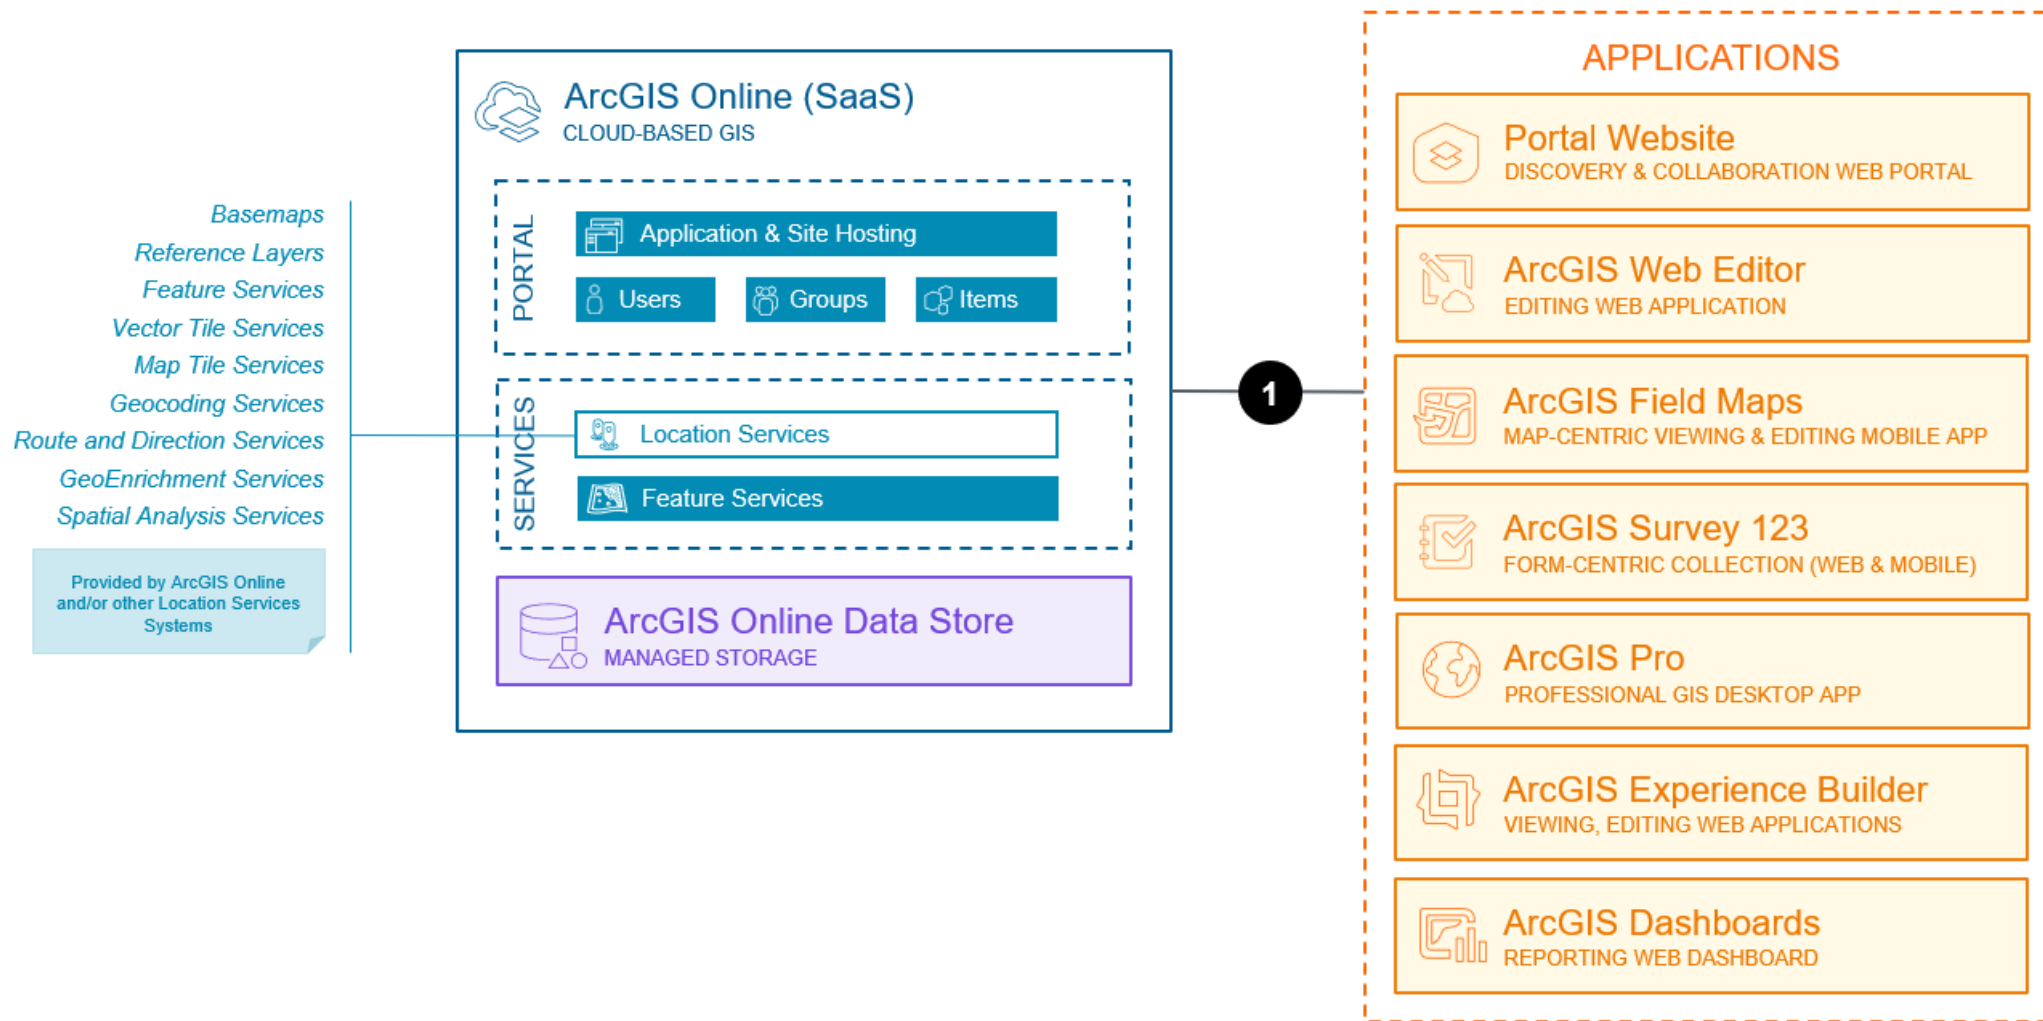 Basemaps
Reference Layers
Feature Services
Vector Tile Services
Map Tile Services
Geocoding Services
Route and Direction Services
GeoEnrichment Services
Spatial Analysis Services
Provided by ArcGIS Online
and/or other Location Services
Systems
ArcGIS Online (SaaS)
CLOUD-BASED GIS
PORTAL
Application & Site Hosting
Users
Groups
Items
SERVICES
Location Services
Feature Services
ArcGIS Online Data Store
MANAGED STORAGE
1
APPLICATIONS
Portal Website
DISCOVERY & COLLABORATION WEB PORTAL
ArcGIS Web Editor
EDITING WEB APPLICATION
ArcGIS Field Maps
MAP-CENTRIC VIEWING & EDITING MOBILE APP
ArcGIS Survey 123
FORM-CENTRIC COLLECTION (WEB & MOBILE)
ArcGIS Pro
PROFESSIONAL GIS DESKTOP APP
ArcGIS Experience Builder
VIEWING, EDITING WEB APPLICATIONS
ArcGIS Dashboards
REPORTING WEB DASHBOARD